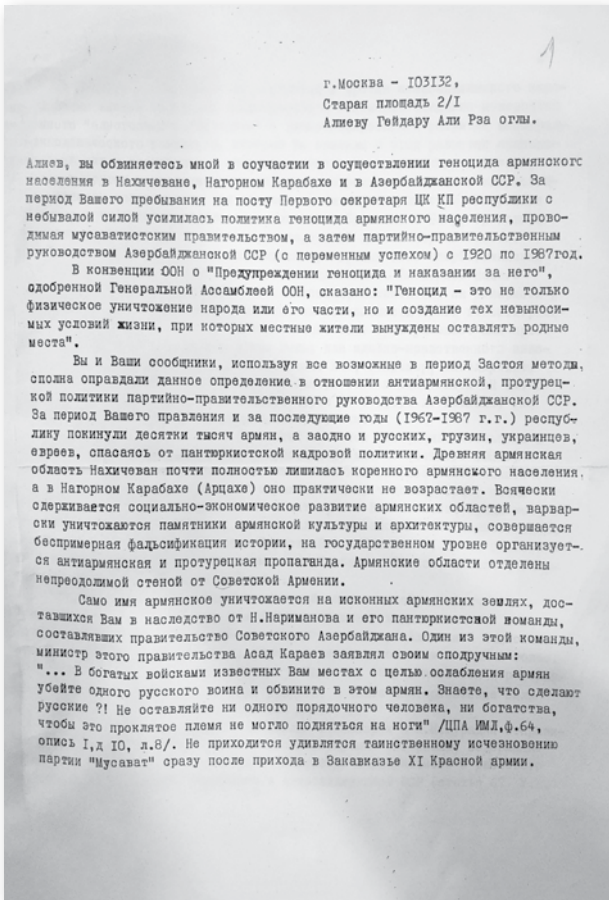 1
г.Москва - 103132,
Старая площадь 2/1
Алиеву Гейдару Али Рза оглы.
Алиев, вы обвиняетесь мной в соучастии в осуществлении геноцида армянского
населения в Нахичеване, Нагорном Карабахе и в Азербайджанской ССР. За
период Вашего пребывания на посту Первого секретаря ЦК КП республики с
небывалой силой усилилась политика геноцида армянского населения, прово-
димая мусаватистским правительством, а затем партийно-правительственным
руководством Азербайджанской ССР (с переменным успехом) с 1920 по 1987год.
В конвенции ООН о "Предупреждении геноцида и наказании за него",
одобренной Генеральной Ассамблеей ООН, сказано: "Геноцид - это не только
физическое уничтожение народа или его части, но и создание тех невыноси-
мых условий жизни, при которых местные жители вынуждены оставлять родные
места".
Вы и Ваши сообщники, используя все возможные в период Застоя методы,
сполна оправдали данное определение в отношении антиармянской, протурец-
кой политики партийно-правительственного руководства Азербайджанской ССР.
За период Вашего правления и за последующие годы (1967-1987 г.г.) респуб-
лику покинули десятки тысяч армян, а заодно и русских, грузин, украинцев,
евреев, спасаясь от пантюркистской кадровой политики. Древняя армянская
область Нахичеван почти полностью лишилась коренного армянского населения,
а в Нагорном Карабахе (Арцахе) оно практически не возрастает. Всячески
сдерживается социально-экономическое развитие армянских областей, варвар-
ски уничтожаются памятники армянской культуры и архитектуры, совершается
беспримерная фальсификация истории, на государственном уровне организует-
ся антиармянская и протурецкая пропаганда. Армянские области отделены
непреодолимой стеной от Советской Армении.
Само имя армянское уничтожается на исконных армянских землях, дос-
тавшихся Вам в наследство от Н.Нариманова и его пантюркистской команды,
составлявших правительство Советского Азербайджана. Один из этой команды,
министр этого правительства Асад Караев заявлял своим сподручным:
"... В богатых войсками известных Вам местах с целью ослабления армян
убейте одного русского воина и обвините в этом армян. Знаете, что сделают
русские ?! Не оставляйте ни одного порядочного человека, ни богатства,
чтобы это проклятое племя не могло подняться на ноги" /ЦПА ИМЛ,ф.64,
опись 1,д 10, л.8/. Не приходится удивлятся таинственному исчезновению
партии "Мусават" сразу после прихода в Закавказье XI Красной армии.